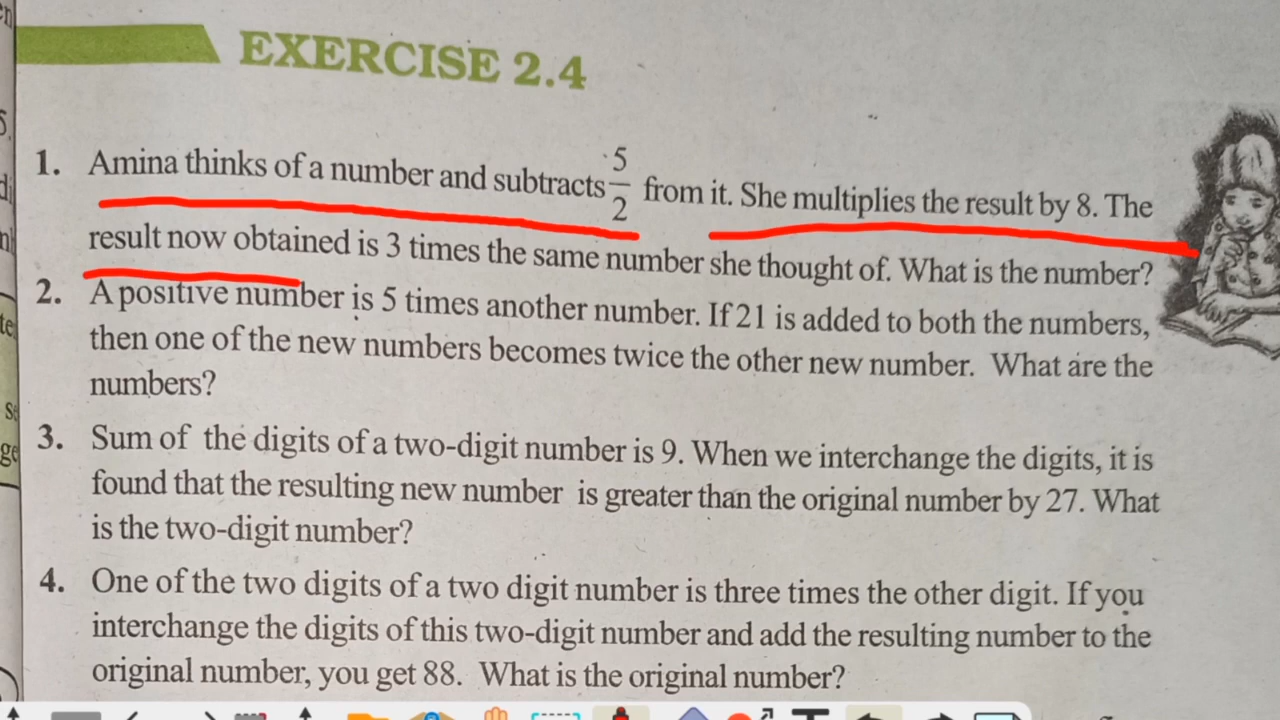 EXERCISE 2.4
1. Amina thinks of a number and subtracts 5/2 from it. She multiplies the result by 8. The
result now obtained is 3 times the same number she thought of. What is the number?
2. A positive number is 5 times another number. If 21 is added to both the numbers,
then one of the new numbers becomes twice the other new number. What are the
numbers?
3. Sum of the digits of a two-digit number is 9. When we interchange the digits, it is
found that the resulting new number is greater than the original number by 27. What
is the two-digit number?
4. One of the two digits of a two digit number is three times the other digit. If you
interchange the digits of this two-digit number and add the resulting number to the
original number, you get 88. What is the original number?